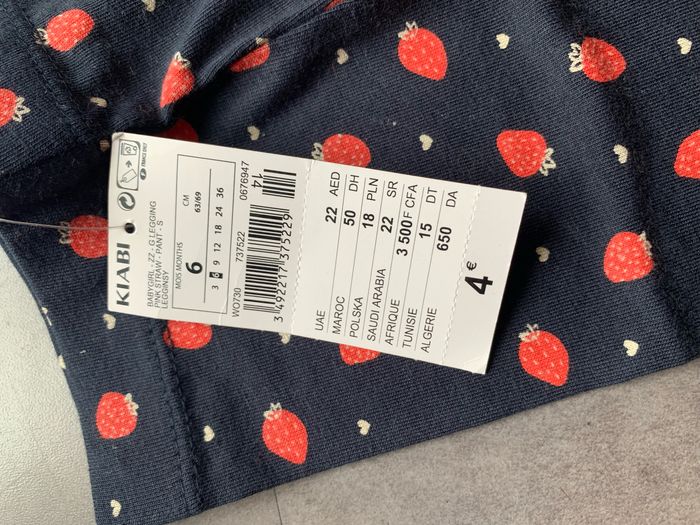 KIABI
BABYGIRL - ZZ - G.LEGGING
PINK STRAW - PANT - S
LEGGINSY
MOIS MONTHS
6
CM
63/69
3 6 9 12 18 24 36
WO730 737522 0676947
14
3 492217 375229
UAE 22 AED
MAROC 50 DH
POLSKA 18 PLN
SAUDI ARABIA 22 SR
AFRIQUE 3 500 F CFA
TUNISIE 15 DT
ALGERIE 650 DA
4€